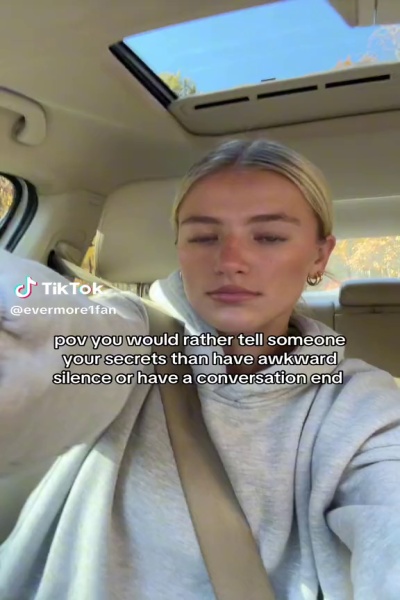 TikTok
@evermore1fan
pov you would rather tell someone
your secrets than have awkward
silence or have a conversation end